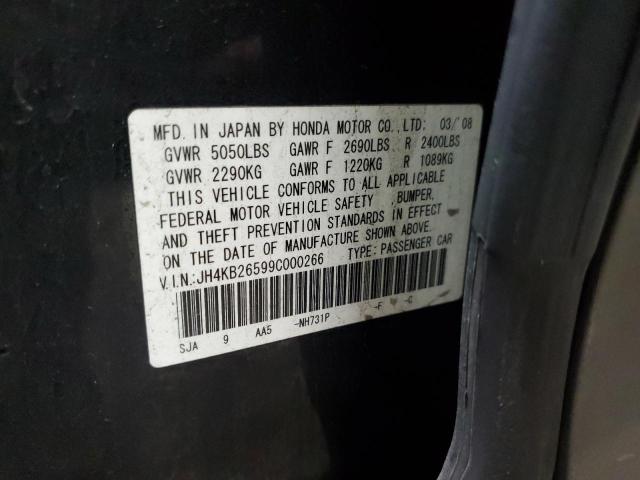 MFD. IN JAPAN BY HONDA MOTOR CO.,LTD: 03/'08
GVWR 5050LBS GAWR F 2690LBS R 2400LBS
GVWR 2290KG GAWR F 1220KG R 1089KG
THIS VEHICLE CONFORMS TO ALL APPLICABLE
FEDERAL MOTOR VEHICLE SAFETY ,BUMPER,
AND THEFT PREVENTION STANDARDS IN EFFECT
ON THE DATE OF MANUFACTURE SHOWN ABOVE.
V.I.N.:JH4KB26599C000266 TYPE: PASSENGER CAR
SJA 9 AA5 -NH731P -F -C